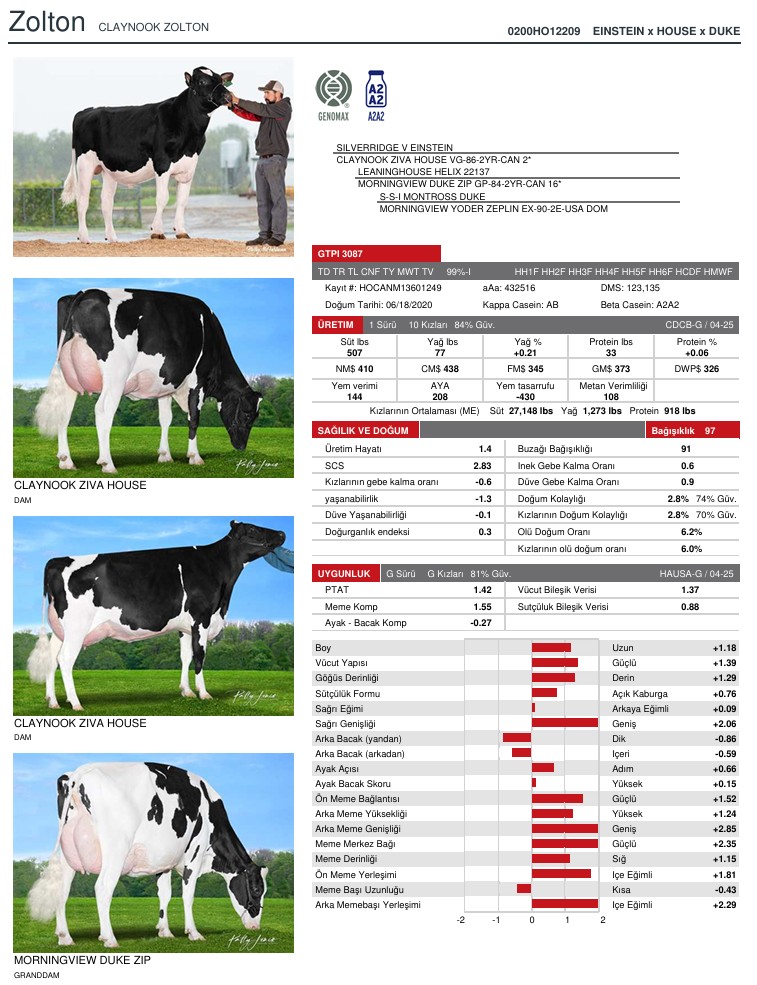 Zolton CLAYNOOK ZOLTON
0200HO12209 EINSTEIN x HOUSE x DUKE
GENOMAX
A2
A2
A2A2
SILVERRIDGE V EINSTEIN
CLAYNOOK ZIVA HOUSE VG-86-2YR-CAN 2*
LEANINGHOUSE HELIX 22137
MORNINGVIEW DUKE ZIP GP-84-2YR-CAN 16*
S-S-I MONTROSS DUKE
MORNINGVIEW YODER ZEPLIN EX-90-2E-USA DOM
GTPI 3087
TD TR TL CNF TY MWT TV 99%-I HH1F HH2F HH3F HH4F HH5F HH6F HCDF HMWF
Kayıt #: HOCANM13601249 aAa: 432516 DMS: 123,135
Doğum Tarihi: 06/18/2020 Kappa Casein: AB Beta Casein: A2A2
ÜRETIM 1 Sürü 10 Kızları 84% Güv. CDCB-G / 04-25
Süt lbs Yağ lbs Yağ % Protein lbs Protein %
507 77 +0.21 33 +0.06
NM$ 410 CM$ 438 FM$ 345 GM$ 373 DWP$ 326
Yem verimi AYA Yem tasarrufu Metan Verimliliği
144 208 -430 108
Kızlarının Ortalaması (ME) Süt 27,148 lbs Yağ 1,273 lbs Protein 918 lbs
SAĞILIK VE DOĞUM Bağışıklık 97
Üretim Hayatı 1.4 Buzağı Bağışıklığı 91
SCS 2.83 Inek Gebe Kalma Oranı 0.6
Kızlarının gebe kalma oranı -0.6 Düve Gebe Kalma Oranı 0.9
yaşanabilirlik -1.3 Doğum Kolaylığı 2.8% 74% Güv.
Düve Yaşanabilirliği -0.1 Kızlarının Doğum Kolaylığı 2.8% 70% Güv.
Doğurganlık endeksi 0.3 Olü Doğum Oranı 6.2%
Kızlarının olü doğum oranı 6.0%
UYGUNLUK G Sürü G Kızları 81% Güv. HAUSA-G / 04-25
PTAT 1.42 Vücut Bileşik Verisi 1.37
Meme Komp 1.55 Sutçüluk Bileşik Verisi 0.88
Ayak - Bacak Komp -0.27
Boy Uzun +1.18
Vücut Yapısı Güçlü +1.39
Göğüs Derinliği Derin +1.29
Sütçülük Formu Açık Kaburga +0.76
Sağrı Eğimi Arkaya Eğimli +0.09
Sağrı Genişliği Geniş +2.06
Arka Bacak (yandan) Dik -0.86
Arka Bacak (arkadan) Içeri -0.59
Ayak Açısı Adım +0.66
Ayak Bacak Skoru Yüksek +0.15
Ön Meme Bağlantısı Güçlü +1.52
Arka Meme Yüksekliği Yüksek +1.24
Arka Meme Genişliği Geniş +2.85
Meme Merkez Bağı Güçlü +2.35
Meme Derinliği Sığ +1.15
Ön Meme Yerleşimi Içe Eğimli +1.81
Meme Başı Uzunluğu Kısa -0.43
Arka Memebaşı Yerleşimi Içe Eğimli +2.29
-2 -1 0 1 2
CLAYNOOK ZIVA HOUSE
DAM
CLAYNOOK ZIVA HOUSE
DAM
MORNINGVIEW DUKE ZIP
GRANDDAM